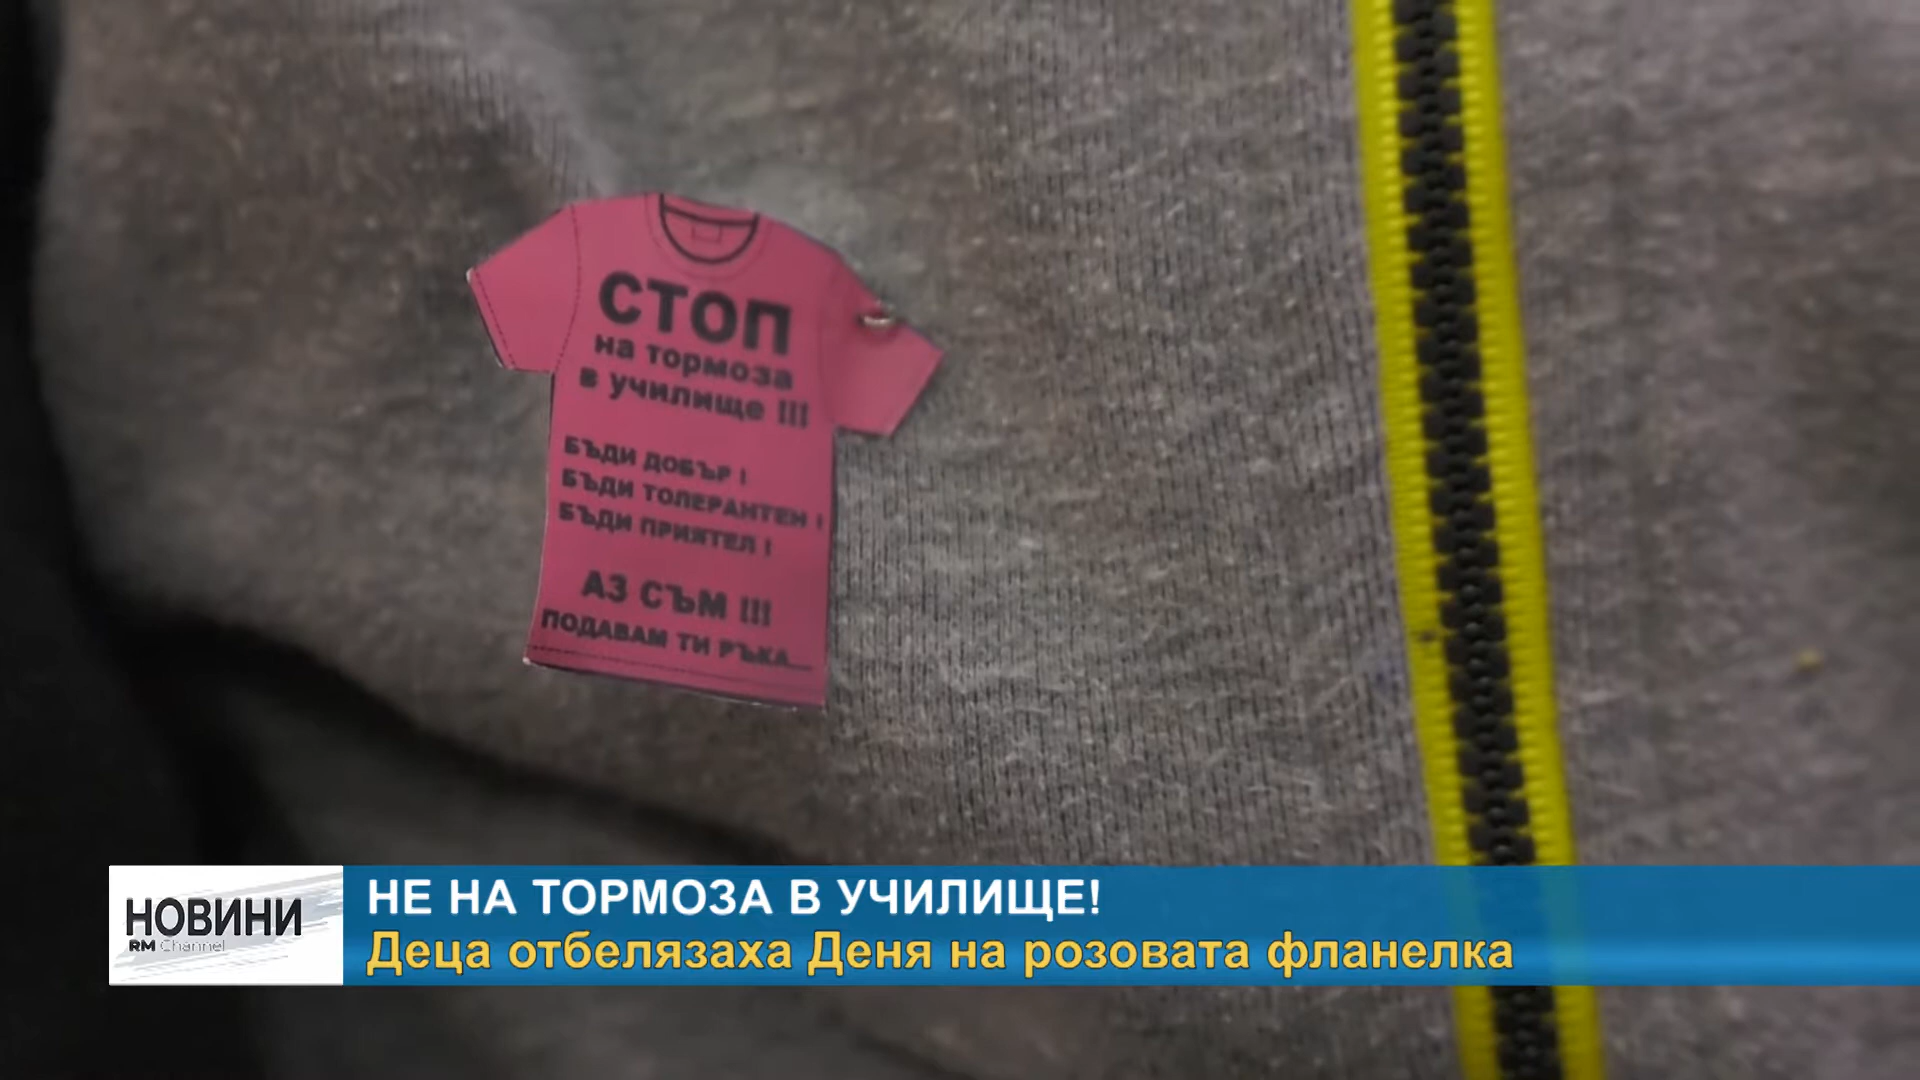 СТОП
на тормоза
в училище !!!
БЪДИ ДОБЪР !
БЪДИ ТОЛЕРАНТЕН !
БЪДИ ПРИЯТЕЛ !
АЗ СЪМ !!!
ПОДАВАМ ТИ РЪКА...
НОВИНИ
RM Channel
НЕ НА ТОРМОЗА В УЧИЛИЩЕ!
Деца отбелязаха Деня на розовата фланелка